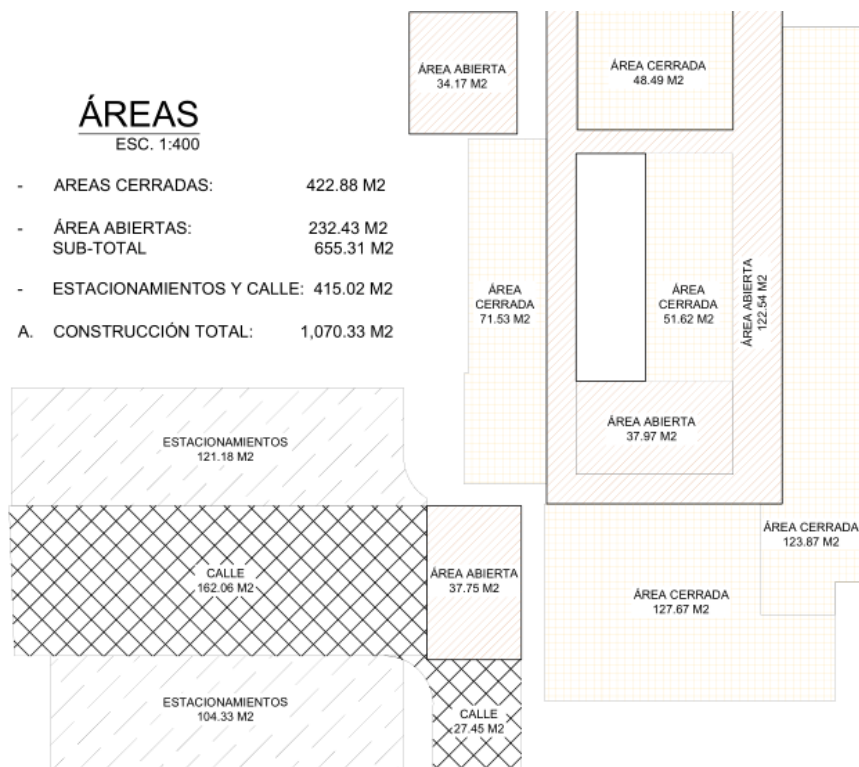 ÁREAS
ESC. 1:400
- AREAS CERRADAS: 422.88 M2
- ÁREA ABIERTAS: 232.43 M2
SUB-TOTAL 655.31 M2
- ESTACIONAMIENTOS Y CALLE: 415.02 M2
A. CONSTRUCCIÓN TOTAL: 1,070.33 M2
ÁREA ABIERTA
34.17 M2
ÁREA CERRADA
48.49 M2
ÁREA
CERRADA
71.53 M2
ÁREA
CERRADA
51.62 M2
ÁREA ABIERTA
122.54 M2
ÁREA ABIERTA
37.97 M2
ESTACIONAMIENTOS
121.18 M2
CALLE
162.06 M2
ÁREA ABIERTA
37.75 M2
ÁREA CERRADA
123.87 M2
ÁREA CERRADA
127.67 M2
ESTACIONAMIENTOS
104.33 M2
CALLE
27.45 M2